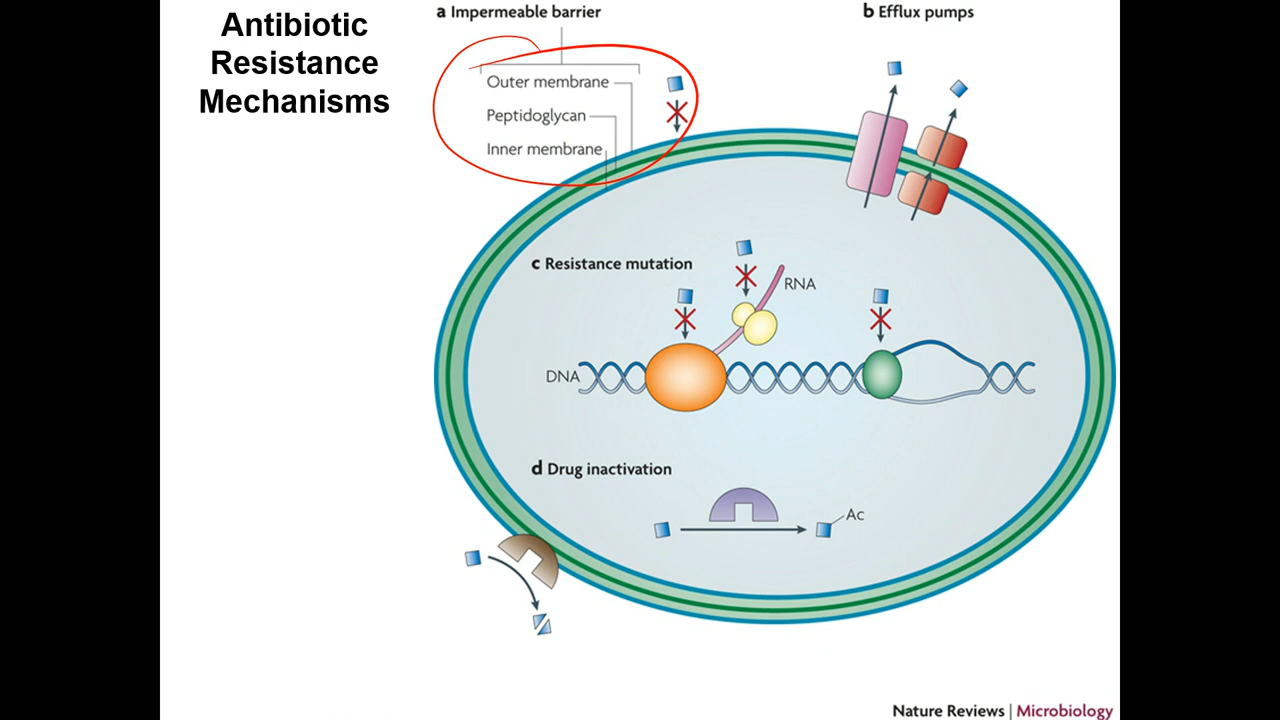 Antibiotic
Resistance
Mechanisms
a Impermeable barrier
Outer membrane
Peptidoglycan
Inner membrane
b Efflux pumps
c Resistance mutation
RNA
DNA
d Drug inactivation
Ac
Nature Reviews | Microbiology